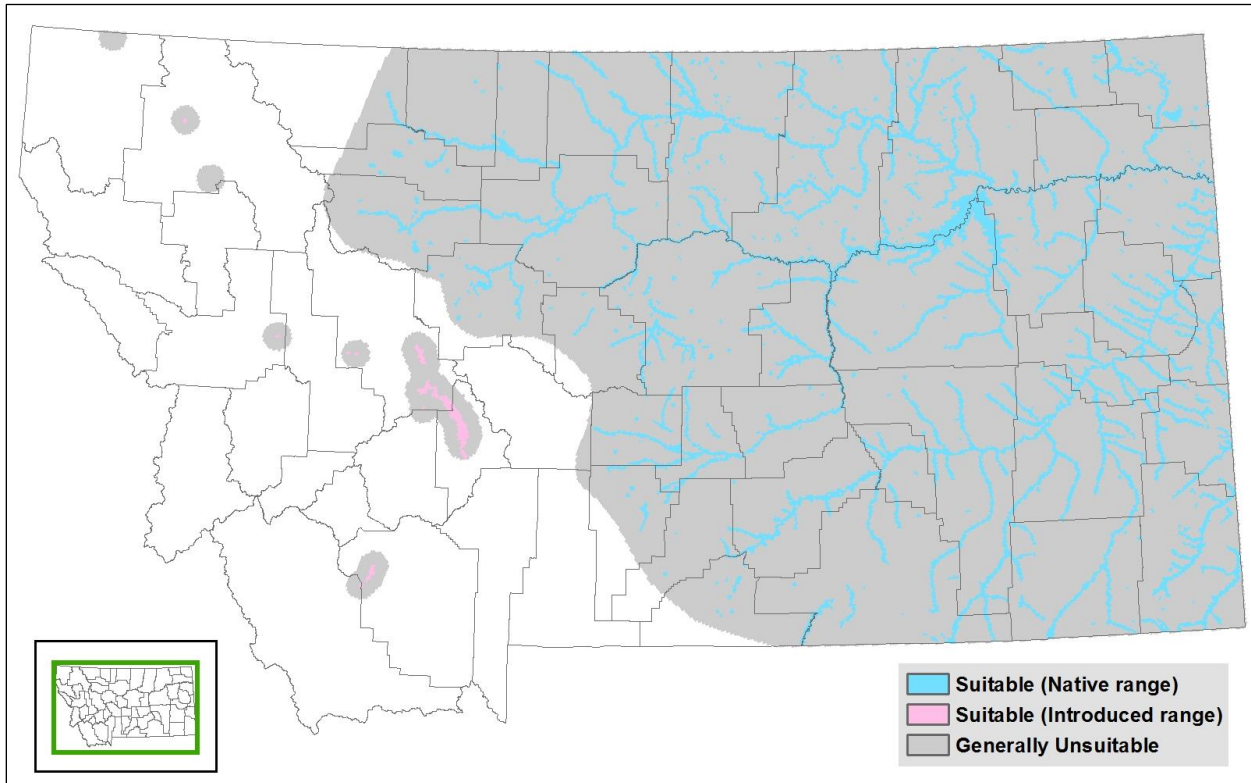 Suitable (Native range)
Suitable (Introduced range)
Generally Unsuitable